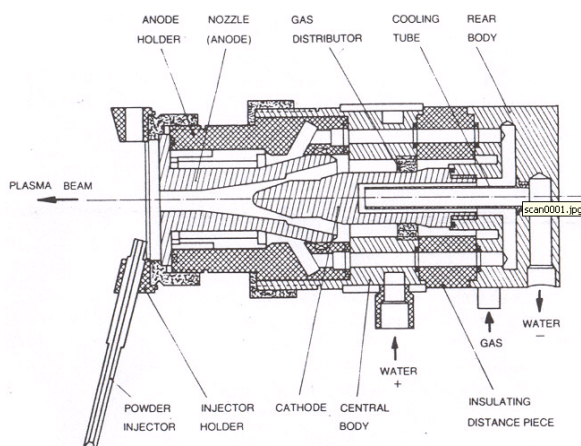 ANODE
HOLDER
NOZZLE
(ANODE)
GAS
DISTRIBUTOR
COOLING
TUBE
REAR
BODY
PLASMA BEAM
scan0001.jpg
WATER
–
GAS
WATER
+
POWDER
INJECTOR
INJECTOR
HOLDER
CATHODE
CENTRAL
BODY
INSULATING
DISTANCE PIECE